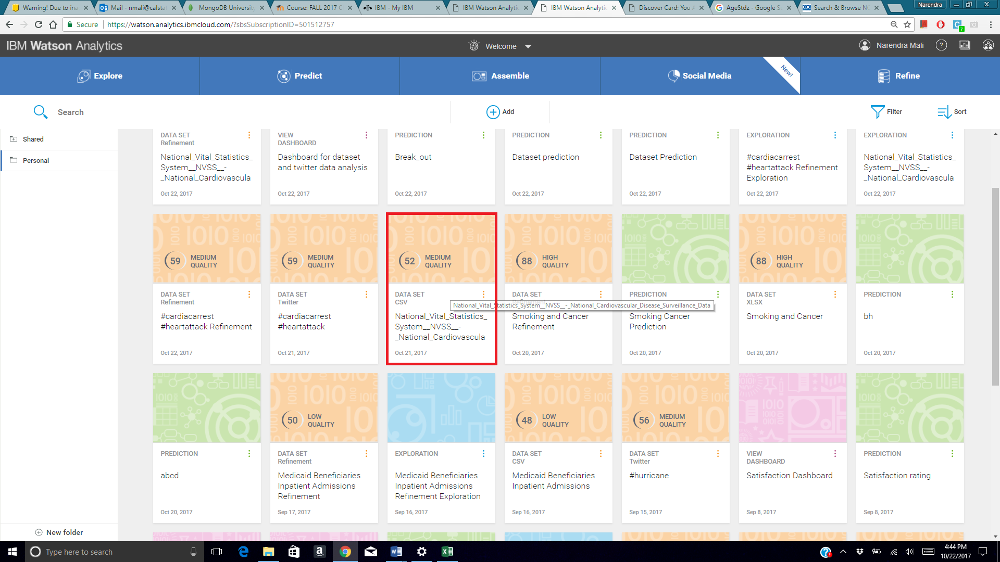 Warning! Due to ina
Mail - nmali@calstat
MongoDB University
Course: FALL 2017 C
IBM - My IBM
IBM Watson Analytic
IBM Watson Analytic
Discover Card: You A
AgeStdz - Google Se
CDC Search & Browse NC
Narendra
Secure https://watson.analytics.ibmcloud.com/?sbsSubscriptionID=501512757
7
IBM Watson Analytics
Welcome
Narendra Mali
?
Explore
Predict
Assemble
Social Media
New!
Refine
Search
Add
Filter
Sort
Shared
Personal
DATA SET
Refinement
National_Vital_Statistics_
System__NVSS__-
_National_Cardiovascula
Oct 22, 2017
VIEW
DASHBOARD
Dashboard for dataset
and twitter data analysis
Oct 22, 2017
PREDICTION
Break_out
Oct 22, 2017
PREDICTION
Dataset prediction
Oct 22, 2017
PREDICTION
Dataset Prediction
Oct 22, 2017
EXPLORATION
#cardiacarrest
#heartattack Refinement
Exploration
Oct 22, 2017
EXPLORATION
National_Vital_Statistics_
System__NVSS__-
_National_Cardiovascula
Oct 22, 2017
59 MEDIUM
QUALITY
DATA SET
Refinement
#cardiacarrest
#heartattack Refinement
Oct 22, 2017
59 MEDIUM
QUALITY
DATA SET
Twitter
#cardiacarrest
#heartattack
Oct 21, 2017
52 MEDIUM
QUALITY
DATA SET
CSV
National_Vital_Statistics_
System__NVSS__-
_National_Cardiovascula
Oct 21, 2017
National_Vital_Statistics_System__NVSS__-_National_Cardiovascular_Disease_Surveillance_Data
88 HIGH
QUALITY
DATA SET
Smoking and Cancer
Refinement
Oct 20, 2017
PREDICTION
Smoking Cancer
Prediction
Oct 20, 2017
88 HIGH
QUALITY
DATA SET
XLSX
Smoking and Cancer
Oct 20, 2017
PREDICTION
bh
Oct 20, 2017
PREDICTION
abcd
Oct 20, 2017
50 LOW
QUALITY
DATA SET
Refinement
Medicaid Beneficiaries
Inpatient Admissions
Refinement
Sep 17, 2017
EXPLORATION
Medicaid Beneficiaries
Inpatient Admissions
Refinement Exploration
Sep 16, 2017
48 LOW
QUALITY
DATA SET
CSV
Medicaid Beneficiaries
Inpatient Admissions
Sep 16, 2017
56 MEDIUM
QUALITY
DATA SET
Twitter
#hurricane
Sep 15, 2017
VIEW
DASHBOARD
Satisfaction Dashboard
Sep 8, 2017
PREDICTION
Satisfaction rating
Sep 8, 2017
New folder
Type here to search
4:44 PM
10/22/2017